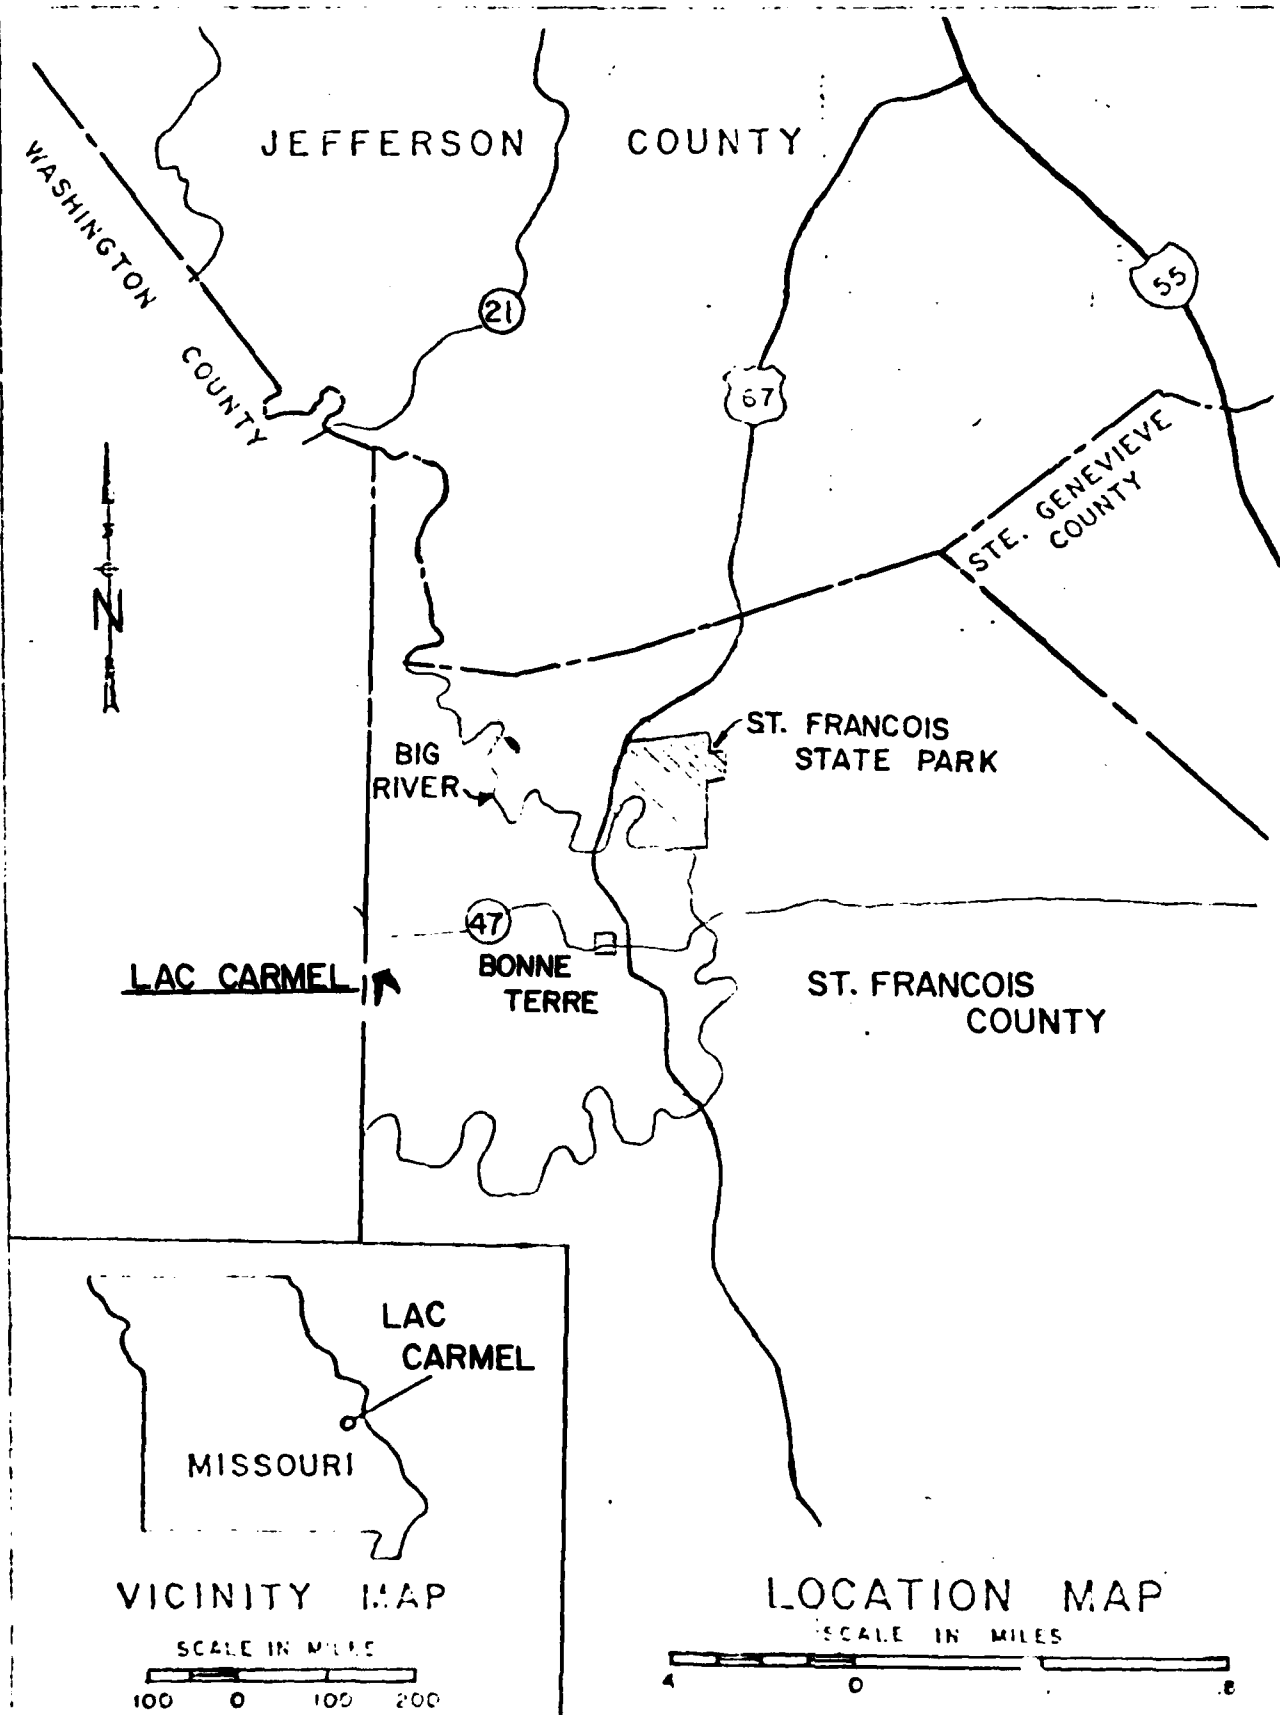 JEFFERSON COUNTY
WASHINGTON
COUNTY
21
55
67
STE. GENEVIEVE
COUNTY
N
ST. FRANCOIS
STATE PARK
BIG
RIVER
47
LAC CARMEL
BONNE
TERRE
ST. FRANCOIS
COUNTY
LAC
CARMEL
MISSOURI
VICINITY MAP
SCALE IN MILES
100 0 100 200
LOCATION MAP
SCALE IN MILES
4 0 8